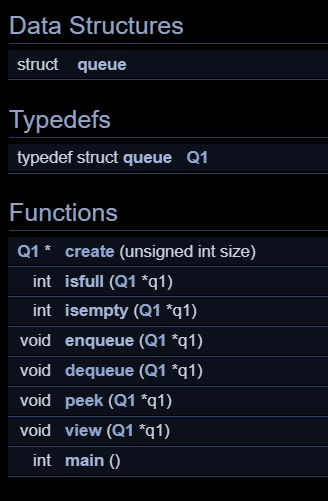 Data Structures
struct queue
Typedefs
typedef struct queue Q1
Functions
Q1 * create (unsigned int size)
int isfull (Q1 *q1)
int isempty (Q1 *q1)
void enqueue (Q1 *q1)
void dequeue (Q1 *q1)
void peek (Q1 *q1)
void view (Q1 *q1)
int main ()